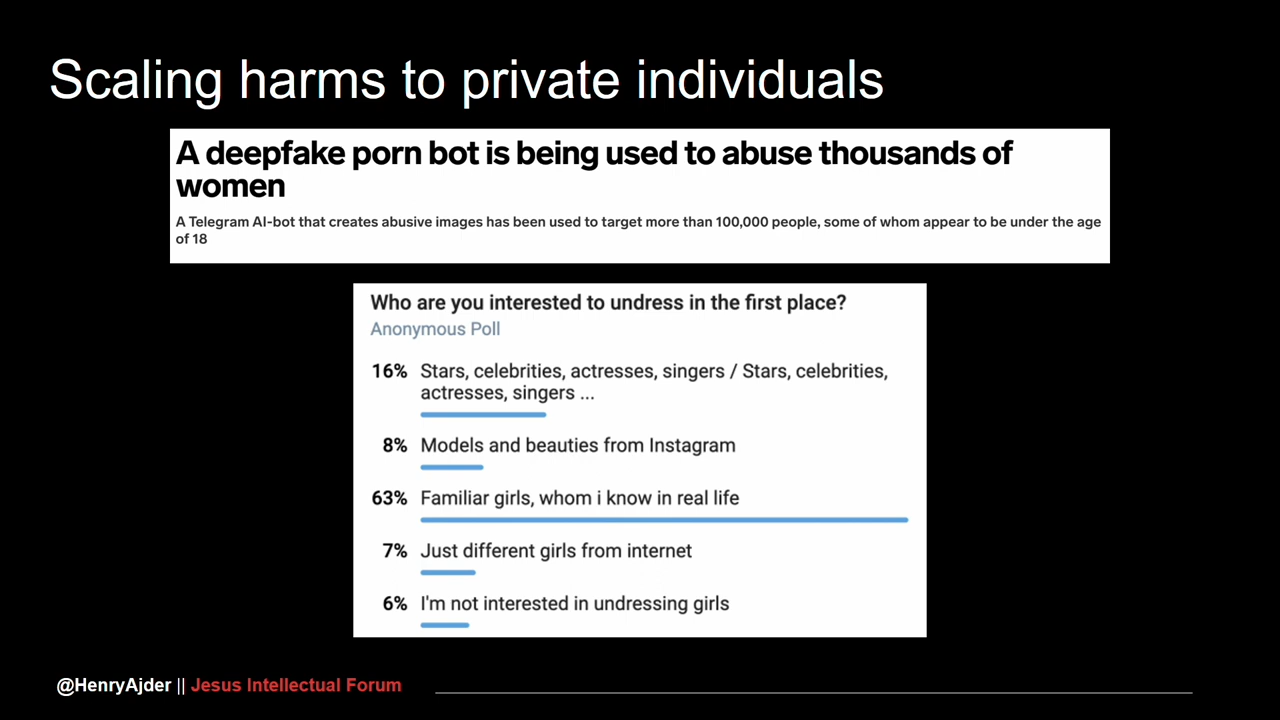 Scaling harms to private individuals
A deepfake porn bot is being used to abuse thousands of
women
A Telegram AI-bot that creates abusive images has been used to target more than 100,000 people, some of whom appear to be under the age
of 18
Who are you interested to undress in the first place?
Anonymous Poll
16% Stars, celebrities, actresses, singers / Stars, celebrities,
actresses, singers ...
8% Models and beauties from Instagram
63% Familiar girls, whom i know in real life
7% Just different girls from internet
6% I'm not interested in undressing girls
@HenryAjder || Jesus Intellectual Forum